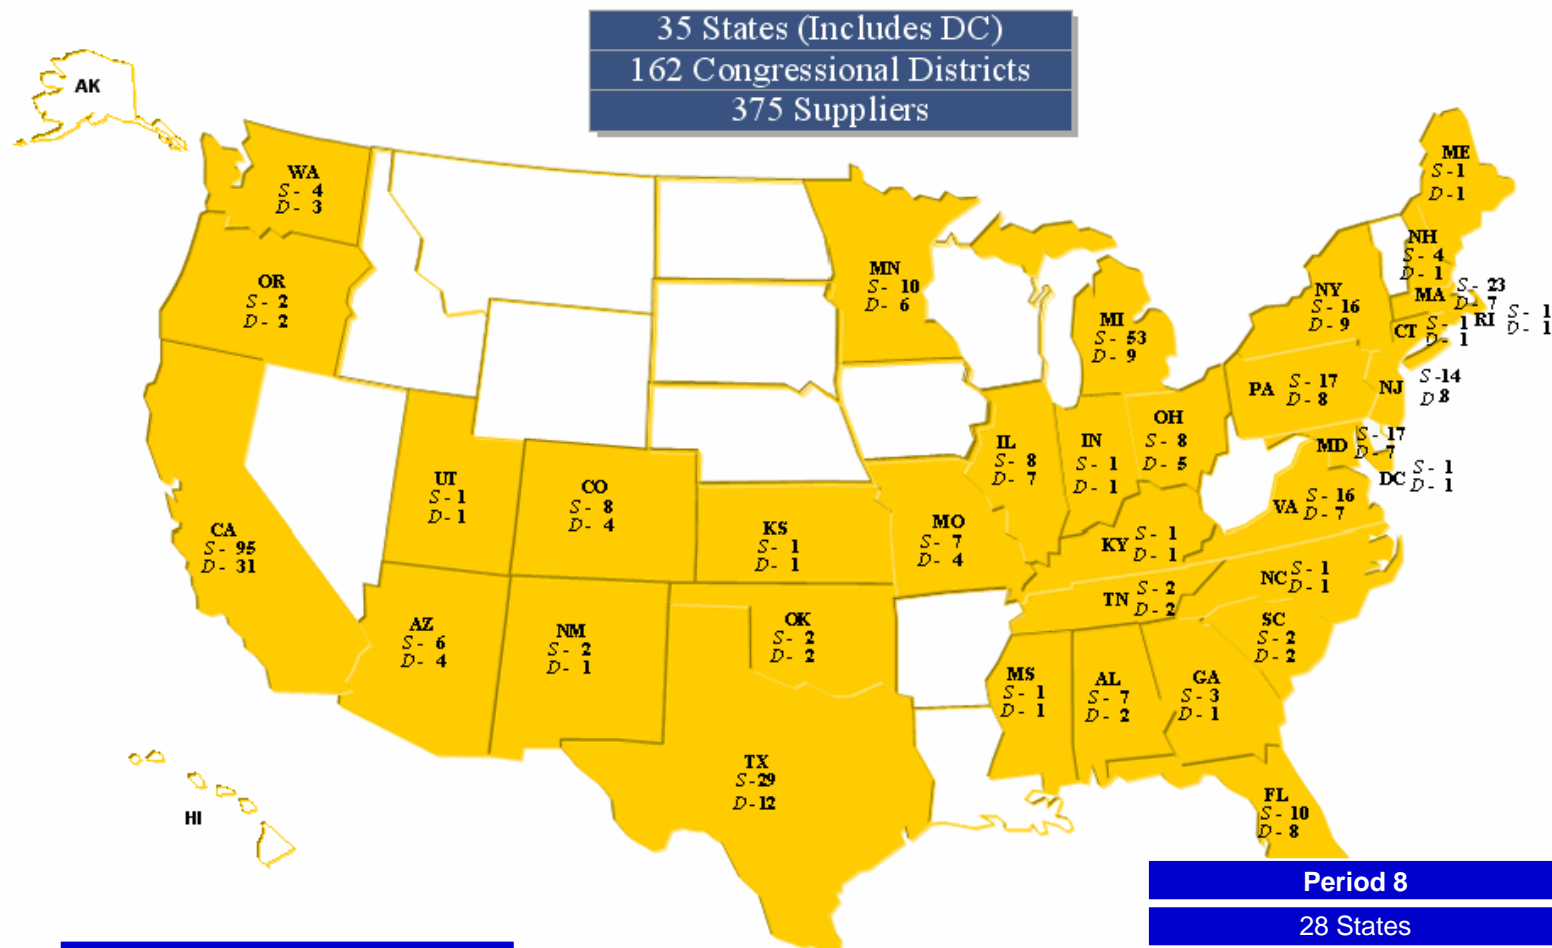 35 States (Includes DC)
162 Congressional Districts
375 Suppliers
AK
WA
S - 4
D - 3
OR
S - 2
D - 2
CA
S - 95
D - 31
UT
S - 1
D - 1
AZ
S - 6
D - 4
CO
S - 8
D - 4
NM
S - 2
D - 1
KS
S - 1
D - 1
OK
S - 2
D - 2
TX
S -29
D -12
MN
S - 10
D - 6
MO
S - 7
D - 4
IL
S - 8
D - 7
MI
S - 53
D - 9
IN
S - 1
D - 1
OH
S - 8
D - 5
KY
S - 1
D - 1
TN
S - 2
D - 2
MS
S - 1
D - 1
AL
S - 7
D - 2
GA
S - 3
D - 1
FL
S - 10
D - 8
SC
S - 2
D - 2
NC
S - 1
D - 1
VA
S - 16
D - 7
DC
S - 1
D - 1
MD
S - 17
D - 7
PA
S - 17
D - 8
NJ
S -14
D 8
NY
S - 16
D - 9
CT
S - 1
D - 1
RI
S - 1
D - 1
MA
S - 23
D - 7
NH
S - 4
D - 1
ME
S -1
D -1
HI
Period 8
28 States